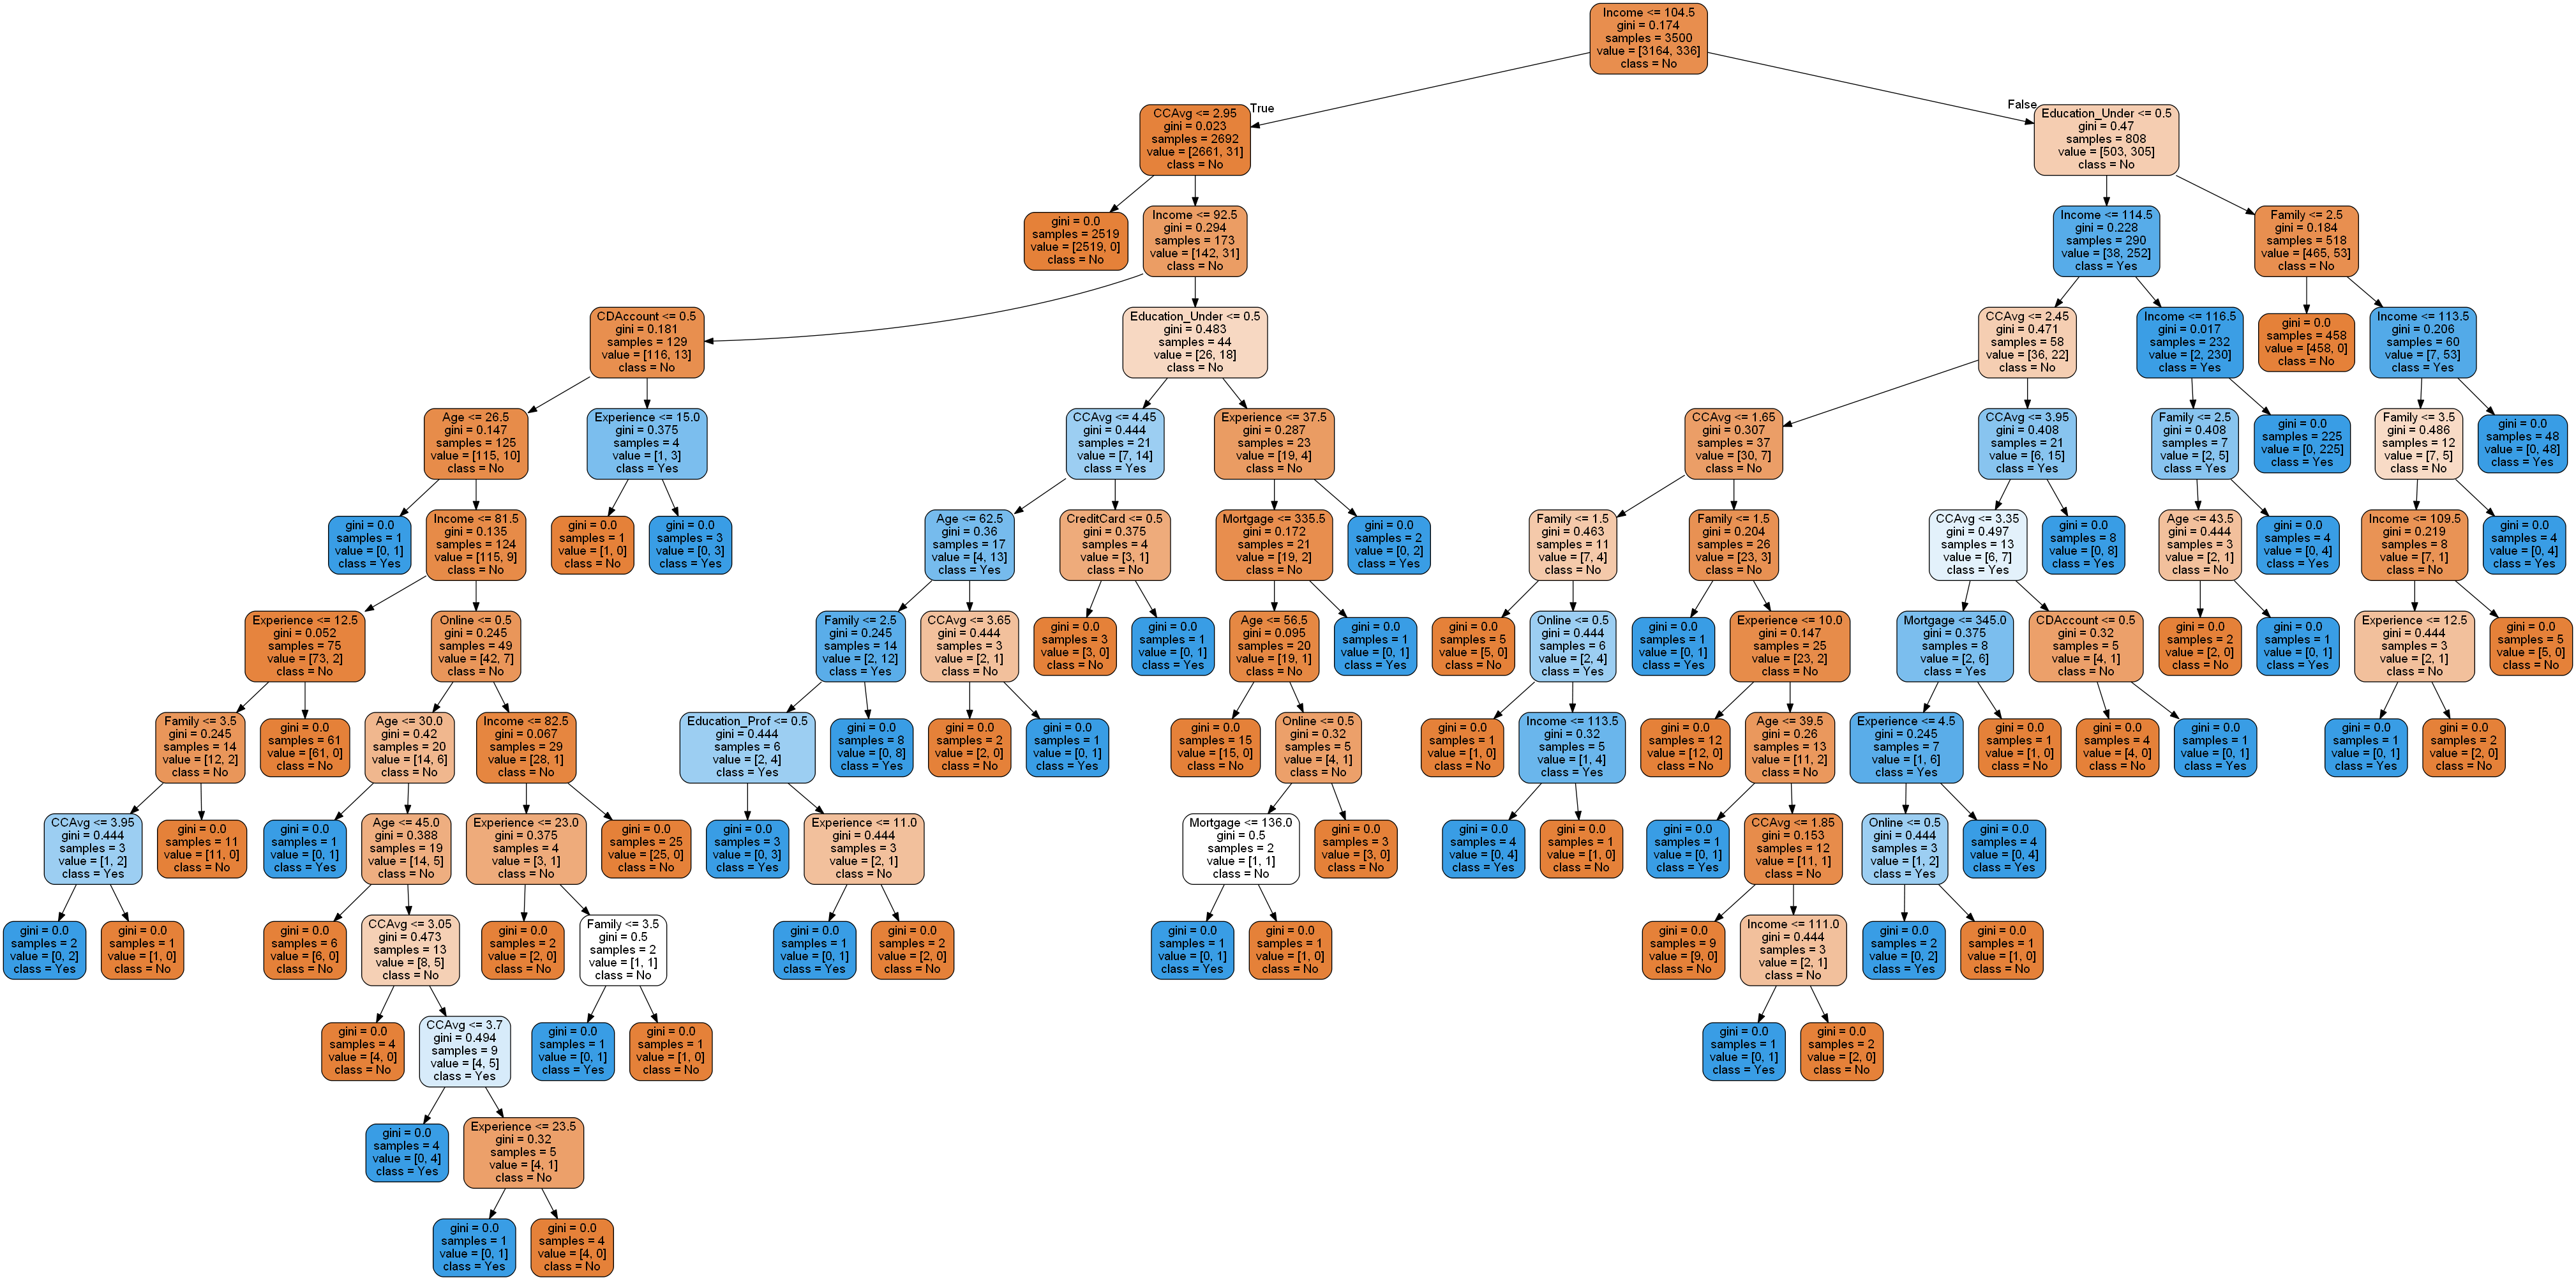 Income <= 104.5
gini = 0.174
samples = 3500
value = [3164, 336]
class = No
True
False
CCAvg <= 2.95
gini = 0.023
samples = 2692
value = [2661, 31]
class = No
Education_Under <= 0.5
gini = 0.47
samples = 808
value = [503, 305]
class = No
gini = 0.0
samples = 2519
value = [2519, 0]
class = No
Income <= 92.5
gini = 0.294
samples = 173
value = [142, 31]
class = No
Income <= 114.5
gini = 0.228
samples = 290
value = [38, 252]
class = Yes
Family <= 2.5
gini = 0.184
samples = 518
value = [465, 53]
class = No
CDAccount <= 0.5
gini = 0.181
samples = 129
value = [116, 13]
class = No
Education_Under <= 0.5
gini = 0.483
samples = 44
value = [26, 18]
class = No
CCAvg <= 2.45
gini = 0.471
samples = 58
value = [36, 22]
class = No
Income <= 116.5
gini = 0.017
samples = 232
value = [2, 230]
class = Yes
gini = 0.0
samples = 458
value = [458, 0]
class = No
Income <= 113.5
gini = 0.206
samples = 60
value = [7, 53]
class = Yes
Age <= 26.5
gini = 0.147
samples = 125
value = [115, 10]
class = No
Experience <= 15.0
gini = 0.375
samples = 4
value = [1, 3]
class = Yes
CCAvg <= 4.45
gini = 0.444
samples = 21
value = [7, 14]
class = Yes
Experience <= 37.5
gini = 0.287
samples = 23
value = [19, 4]
class = No
CCAvg <= 1.65
gini = 0.307
samples = 37
value = [30, 7]
class = No
CCAvg <= 3.95
gini = 0.408
samples = 21
value = [6, 15]
class = Yes
Family <= 2.5
gini = 0.408
samples = 7
value = [2, 5]
class = Yes
gini = 0.0
samples = 225
value = [0, 225]
class = Yes
Family <= 3.5
gini = 0.486
samples = 12
value = [7, 5]
class = No
gini = 0.0
samples = 48
value = [0, 48]
class = Yes
gini = 0.0
samples = 1
value = [0, 1]
class = Yes
Income <= 81.5
gini = 0.135
samples = 124
value = [115, 9]
class = No
gini = 0.0
samples = 1
value = [1, 0]
class = No
gini = 0.0
samples = 3
value = [0, 3]
class = Yes
Age <= 62.5
gini = 0.36
samples = 17
value = [4, 13]
class = Yes
CreditCard <= 0.5
gini = 0.375
samples = 4
value = [3, 1]
class = No
Mortgage <= 335.5
gini = 0.172
samples = 21
value = [19, 2]
class = No
gini = 0.0
samples = 2
value = [0, 2]
class = Yes
Family <= 1.5
gini = 0.463
samples = 11
value = [7, 4]
class = No
Family <= 1.5
gini = 0.204
samples = 26
value = [23, 3]
class = No
CCAvg <= 3.35
gini = 0.497
samples = 13
value = [6, 7]
class = Yes
gini = 0.0
samples = 8
value = [0, 8]
class = Yes
Age <= 43.5
gini = 0.444
samples = 3
value = [2, 1]
class = No
gini = 0.0
samples = 4
value = [0, 4]
class = Yes
Income <= 109.5
gini = 0.219
samples = 8
value = [7, 1]
class = No
gini = 0.0
samples = 4
value = [0, 4]
class = Yes
Experience <= 12.5
gini = 0.052
samples = 75
value = [73, 2]
class = No
Online <= 0.5
gini = 0.245
samples = 49
value = [42, 7]
class = No
Family <= 2.5
gini = 0.245
samples = 14
value = [2, 12]
class = Yes
CCAvg <= 3.65
gini = 0.444
samples = 3
value = [2, 1]
class = No
gini = 0.0
samples = 3
value = [3, 0]
class = No
gini = 0.0
samples = 1
value = [0, 1]
class = Yes
Age <= 56.5
gini = 0.095
samples = 20
value = [19, 1]
class = No
gini = 0.0
samples = 1
value = [0, 1]
class = Yes
gini = 0.0
samples = 5
value = [5, 0]
class = No
Online <= 0.5
gini = 0.444
samples = 6
value = [2, 4]
class = Yes
gini = 0.0
samples = 1
value = [0, 1]
class = Yes
Experience <= 10.0
gini = 0.147
samples = 25
value = [23, 2]
class = No
Mortgage <= 345.0
gini = 0.375
samples = 8
value = [2, 6]
class = Yes
CDAccount <= 0.5
gini = 0.32
samples = 5
value = [4, 1]
class = No
gini = 0.0
samples = 2
value = [2, 0]
class = No
gini = 0.0
samples = 1
value = [0, 1]
class = Yes
Experience <= 12.5
gini = 0.444
samples = 3
value = [2, 1]
class = No
gini = 0.0
samples = 5
value = [5, 0]
class = No
Family <= 3.5
gini = 0.245
samples = 14
value = [12, 2]
class = No
gini = 0.0
samples = 61
value = [61, 0]
class = No
Age <= 30.0
gini = 0.42
samples = 20
value = [14, 6]
class = No
Income <= 82.5
gini = 0.067
samples = 29
value = [28, 1]
class = No
Education_Prof <= 0.5
gini = 0.444
samples = 6
value = [2, 4]
class = Yes
gini = 0.0
samples = 8
value = [0, 8]
class = Yes
gini = 0.0
samples = 2
value = [2, 0]
class = No
gini = 0.0
samples = 1
value = [0, 1]
class = Yes
gini = 0.0
samples = 15
value = [15, 0]
class = No
Online <= 0.5
gini = 0.32
samples = 5
value = [4, 1]
class = No
gini = 0.0
samples = 1
value = [1, 0]
class = No
Income <= 113.5
gini = 0.32
samples = 5
value = [1, 4]
class = Yes
gini = 0.0
samples = 12
value = [12, 0]
class = No
Age <= 39.5
gini = 0.26
samples = 13
value = [11, 2]
class = No
Experience <= 4.5
gini = 0.245
samples = 7
value = [1, 6]
class = Yes
gini = 0.0
samples = 1
value = [1, 0]
class = No
gini = 0.0
samples = 4
value = [4, 0]
class = No
gini = 0.0
samples = 1
value = [0, 1]
class = Yes
gini = 0.0
samples = 1
value = [0, 1]
class = Yes
gini = 0.0
samples = 2
value = [2, 0]
class = No
CCAvg <= 3.95
gini = 0.444
samples = 3
value = [1, 2]
class = Yes
gini = 0.0
samples = 11
value = [11, 0]
class = No
gini = 0.0
samples = 1
value = [0, 1]
class = Yes
Age <= 45.0
gini = 0.388
samples = 19
value = [14, 5]
class = No
Experience <= 23.0
gini = 0.375
samples = 4
value = [3, 1]
class = No
gini = 0.0
samples = 25
value = [25, 0]
class = No
gini = 0.0
samples = 3
value = [0, 3]
class = Yes
Experience <= 11.0
gini = 0.444
samples = 3
value = [2, 1]
class = No
Mortgage <= 136.0
gini = 0.5
samples = 2
value = [1, 1]
class = No
gini = 0.0
samples = 3
value = [3, 0]
class = No
gini = 0.0
samples = 4
value = [0, 4]
class = Yes
gini = 0.0
samples = 1
value = [1, 0]
class = No
gini = 0.0
samples = 1
value = [0, 1]
class = Yes
CCAvg <= 1.85
gini = 0.153
samples = 12
value = [11, 1]
class = No
Online <= 0.5
gini = 0.444
samples = 3
value = [1, 2]
class = Yes
gini = 0.0
samples = 4
value = [0, 4]
class = Yes
gini = 0.0
samples = 2
value = [0, 2]
class = Yes
gini = 0.0
samples = 1
value = [1, 0]
class = No
gini = 0.0
samples = 6
value = [6, 0]
class = No
CCAvg <= 3.05
gini = 0.473
samples = 13
value = [8, 5]
class = No
gini = 0.0
samples = 2
value = [2, 0]
class = No
Family <= 3.5
gini = 0.5
samples = 2
value = [1, 1]
class = No
gini = 0.0
samples = 1
value = [0, 1]
class = Yes
gini = 0.0
samples = 2
value = [2, 0]
class = No
gini = 0.0
samples = 1
value = [0, 1]
class = Yes
gini = 0.0
samples = 1
value = [1, 0]
class = No
gini = 0.0
samples = 9
value = [9, 0]
class = No
Income <= 111.0
gini = 0.444
samples = 3
value = [2, 1]
class = No
gini = 0.0
samples = 2
value = [0, 2]
class = Yes
gini = 0.0
samples = 1
value = [1, 0]
class = No
gini = 0.0
samples = 4
value = [4, 0]
class = No
CCAvg <= 3.7
gini = 0.494
samples = 9
value = [4, 5]
class = Yes
gini = 0.0
samples = 1
value = [0, 1]
class = Yes
gini = 0.0
samples = 1
value = [1, 0]
class = No
gini = 0.0
samples = 1
value = [0, 1]
class = Yes
gini = 0.0
samples = 2
value = [2, 0]
class = No
gini = 0.0
samples = 4
value = [0, 4]
class = Yes
Experience <= 23.5
gini = 0.32
samples = 5
value = [4, 1]
class = No
gini = 0.0
samples = 1
value = [0, 1]
class = Yes
gini = 0.0
samples = 4
value = [4, 0]
class = No